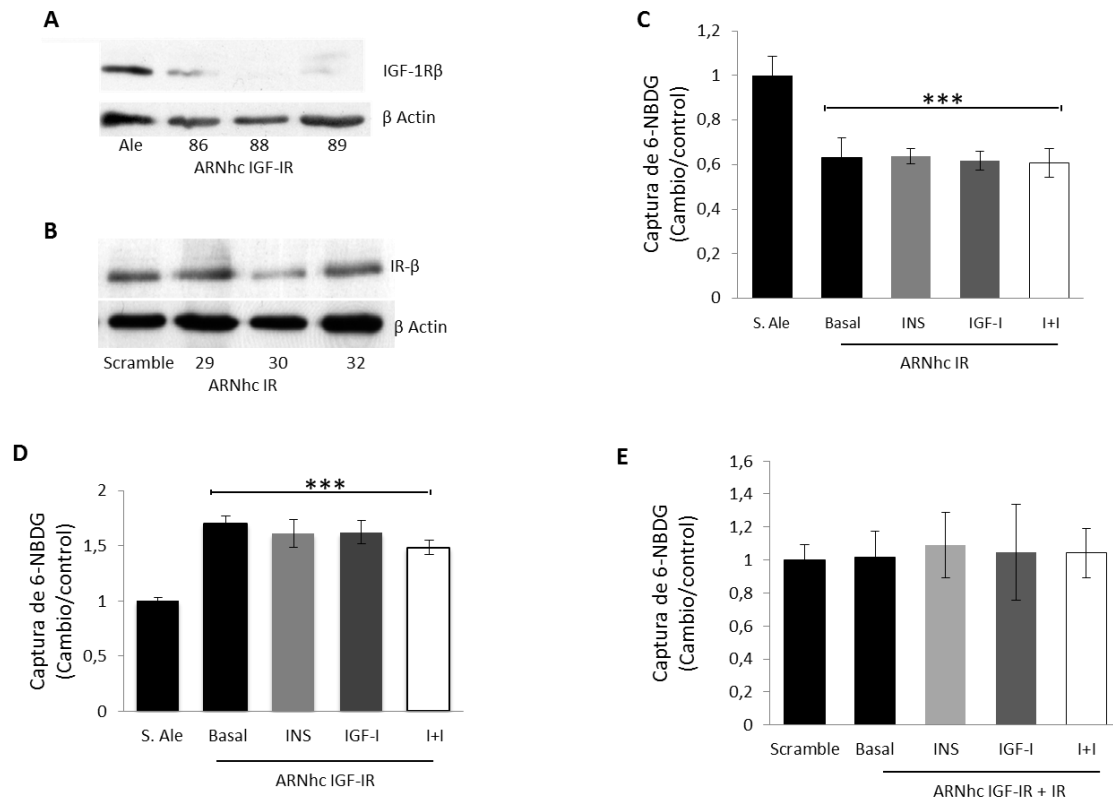 A
IGF-1Rβ
β Actin
Ale 86 88 89
ARNhc IGF-IR
B
IR-β
β Actin
Scramble 29 30 32
ARNhc IR
C
Captura de 6-NBDG
(Cambio/control)
1,2
1
0,8
0,6
0,4
0,2
0
***
S. Ale Basal INS IGF-I I+I
ARNhc IR
D
Captura de 6-NBDG
(Cambio/control)
2
1,5
1
0,5
0
***
S. Ale Basal INS IGF-I I+I
ARNhc IGF-IR
E
Captura de 6-NBDG
(Cambio/control)
1,6
1,4
1,2
1
0,8
0,6
0,4
0,2
0
Scramble Basal INS IGF-I I+I
ARNhc IGF-IR + IR